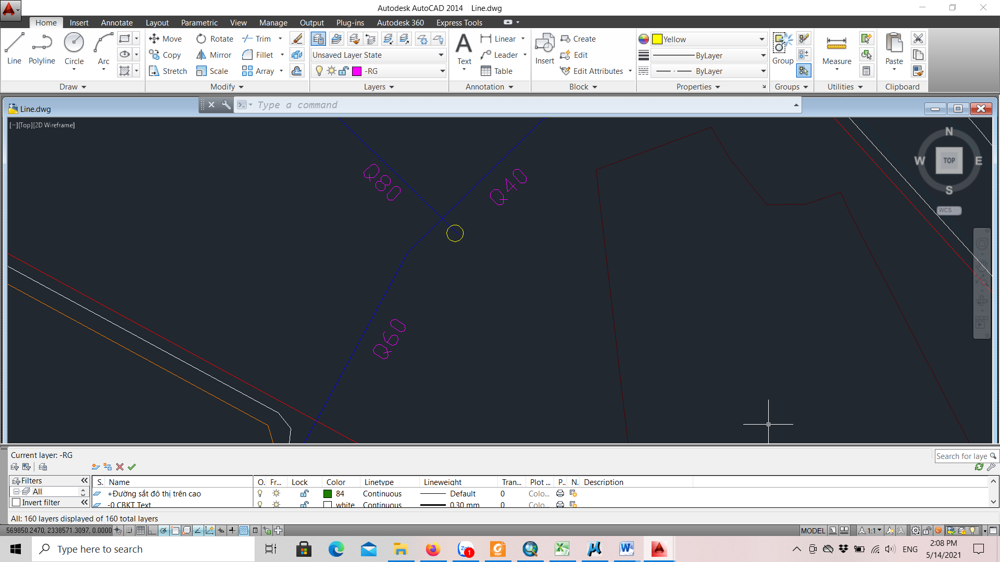 Autodesk AutoCAD 2014 Line.dwg
Home Insert Annotate Layout Parametric View Manage Output Plug-ins Autodesk 360 Express Tools
Line Polyline Circle Arc
Draw
Move Rotate Trim
Copy Mirror Fillet
Stretch Scale Array
Modify
Unsaved Layer State
-RG
Layers
Text
Linear
Leader
Table
Annotation
Insert
Create
Edit
Edit Attributes
Block
Yellow
ByLayer
ByLayer
Properties
Group
Groups
Measure
Utilities
Paste
Clipboard
Line.dwg
Type a command
[−][Top][2D Wireframe]
N
W TOP E
S
WCS
Q80
Q40
Q60
Current layer: -RG
Search for laye
Filters
All
Invert filter
S. Name O. Fr... Lock Color Linetype Lineweight Tran... Plot ... P.. N. Description
+Đường sắt đô thị trên cao 84 Continuous Default 0 Colo...
-0 CBKT Text white Continuous 0.30 mm 0 Colo...
All: 160 layers displayed of 160 total layers
569850.2470, 2338571.3097, 0.0000
MODEL 1:1
Type here to search
1
PDF
ENG
2:08 PM
5/14/2021